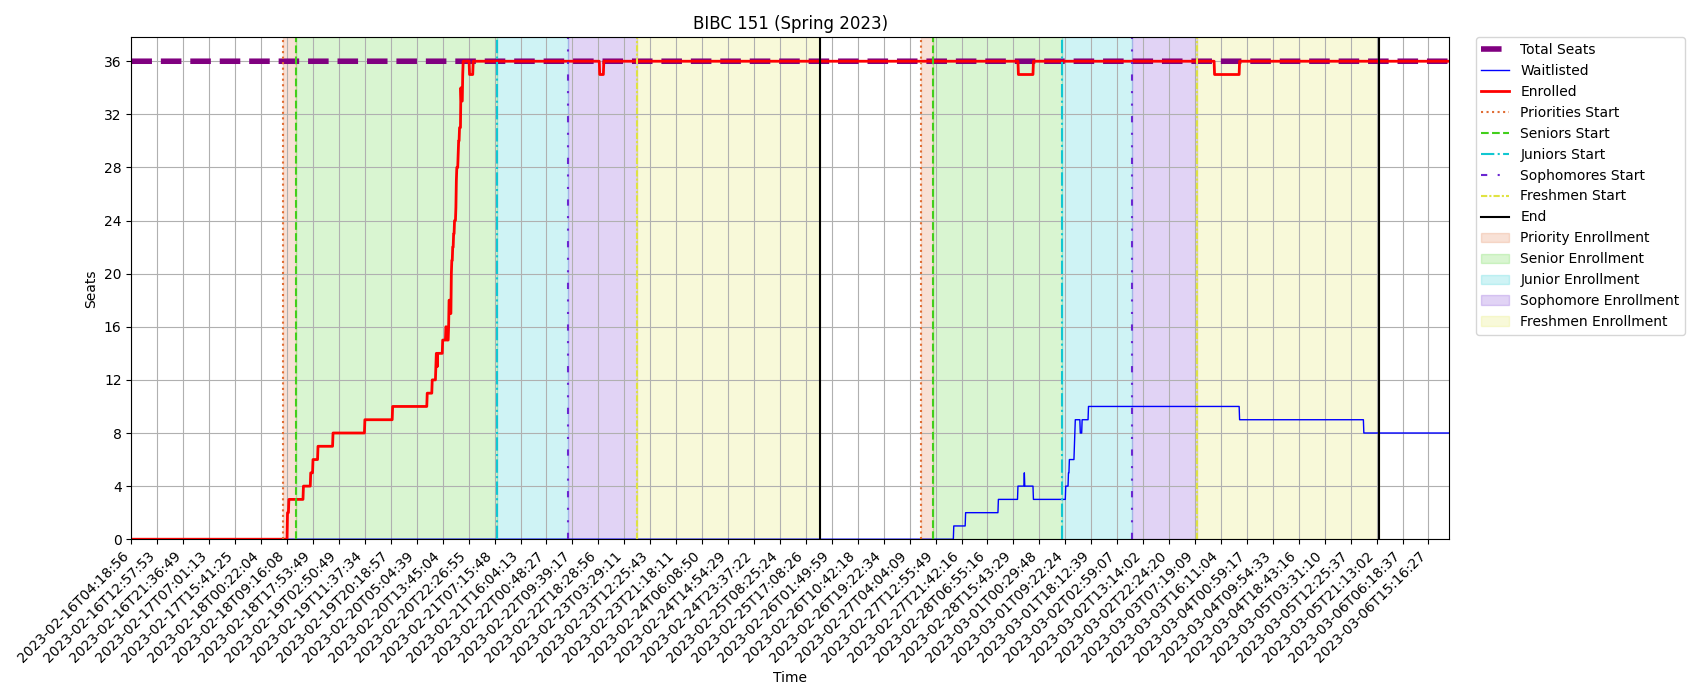 BIBC 151 (Spring 2023)
Total Seats
Waitlisted
Enrolled
Priorities Start
Seniors Start
Juniors Start
Sophomores Start
Freshmen Start
End
Priority Enrollment
Senior Enrollment
Junior Enrollment
Sophomore Enrollment
Freshmen Enrollment
Seats
36
32
28
24
20
16
12
8
4
0
2023-02-16T04:18:56
2023-02-16T12:57:53
2023-02-16T21:36:49
2023-02-17T07:01:13
2023-02-17T15:41:25
2023-02-18T00:22:04
2023-02-18T09:16:08
2023-02-18T17:53:49
2023-02-19T02:50:49
2023-02-19T11:37:34
2023-02-19T20:18:57
2023-02-20T05:04:39
2023-02-20T13:45:04
2023-02-20T22:26:55
2023-02-21T07:15:48
2023-02-21T16:04:13
2023-02-22T00:48:27
2023-02-22T09:39:17
2023-02-22T18:28:56
2023-02-23T03:29:11
2023-02-23T12:25:43
2023-02-23T21:18:11
2023-02-24T06:08:50
2023-02-24T14:54:29
2023-02-24T23:37:22
2023-02-25T08:25:24
2023-02-25T17:08:26
2023-02-26T01:49:59
2023-02-26T10:42:18
2023-02-26T19:22:34
2023-02-27T04:04:09
2023-02-27T12:55:49
2023-02-27T21:42:16
2023-02-28T06:55:16
2023-02-28T15:43:29
2023-03-01T00:29:48
2023-03-01T09:22:24
2023-03-01T18:12:39
2023-03-02T02:59:07
2023-03-02T13:14:02
2023-03-02T22:24:20
2023-03-03T07:19:09
2023-03-03T16:11:04
2023-03-04T00:59:17
2023-03-04T09:54:33
2023-03-04T18:43:16
2023-03-05T03:31:10
2023-03-05T12:25:37
2023-03-05T21:13:02
2023-03-06T06:18:37
2023-03-06T15:16:27
Time